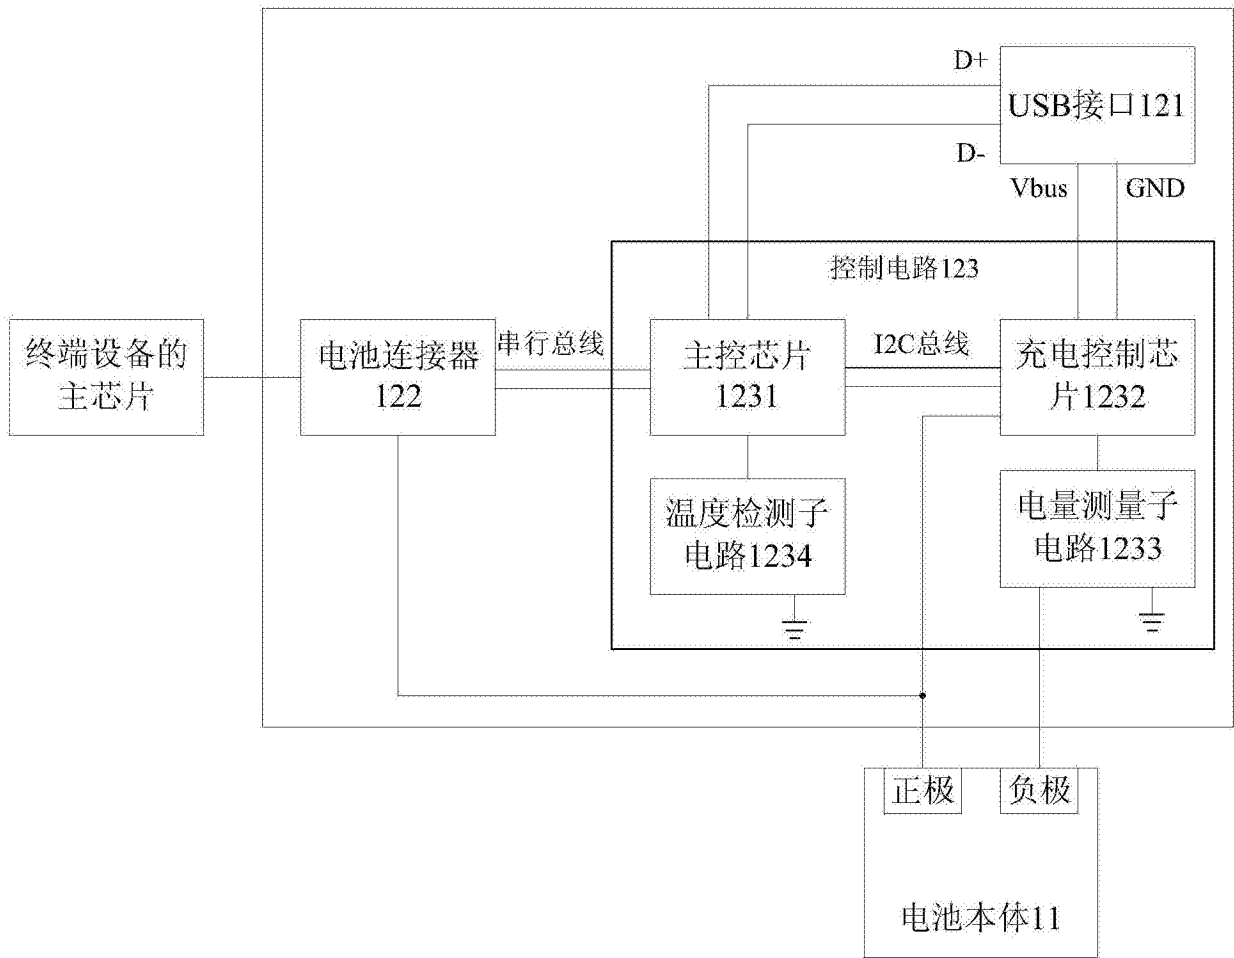 D+
USB接口121
D-
Vbus
GND
控制电路123
终端设备的
主芯片
电池连接器
122
串行总线
主控芯片
1231
I2C总线
充电控制芯
片1232
温度检测子
电路1234
电量测量子
电路1233
正极
负极
电池本体11